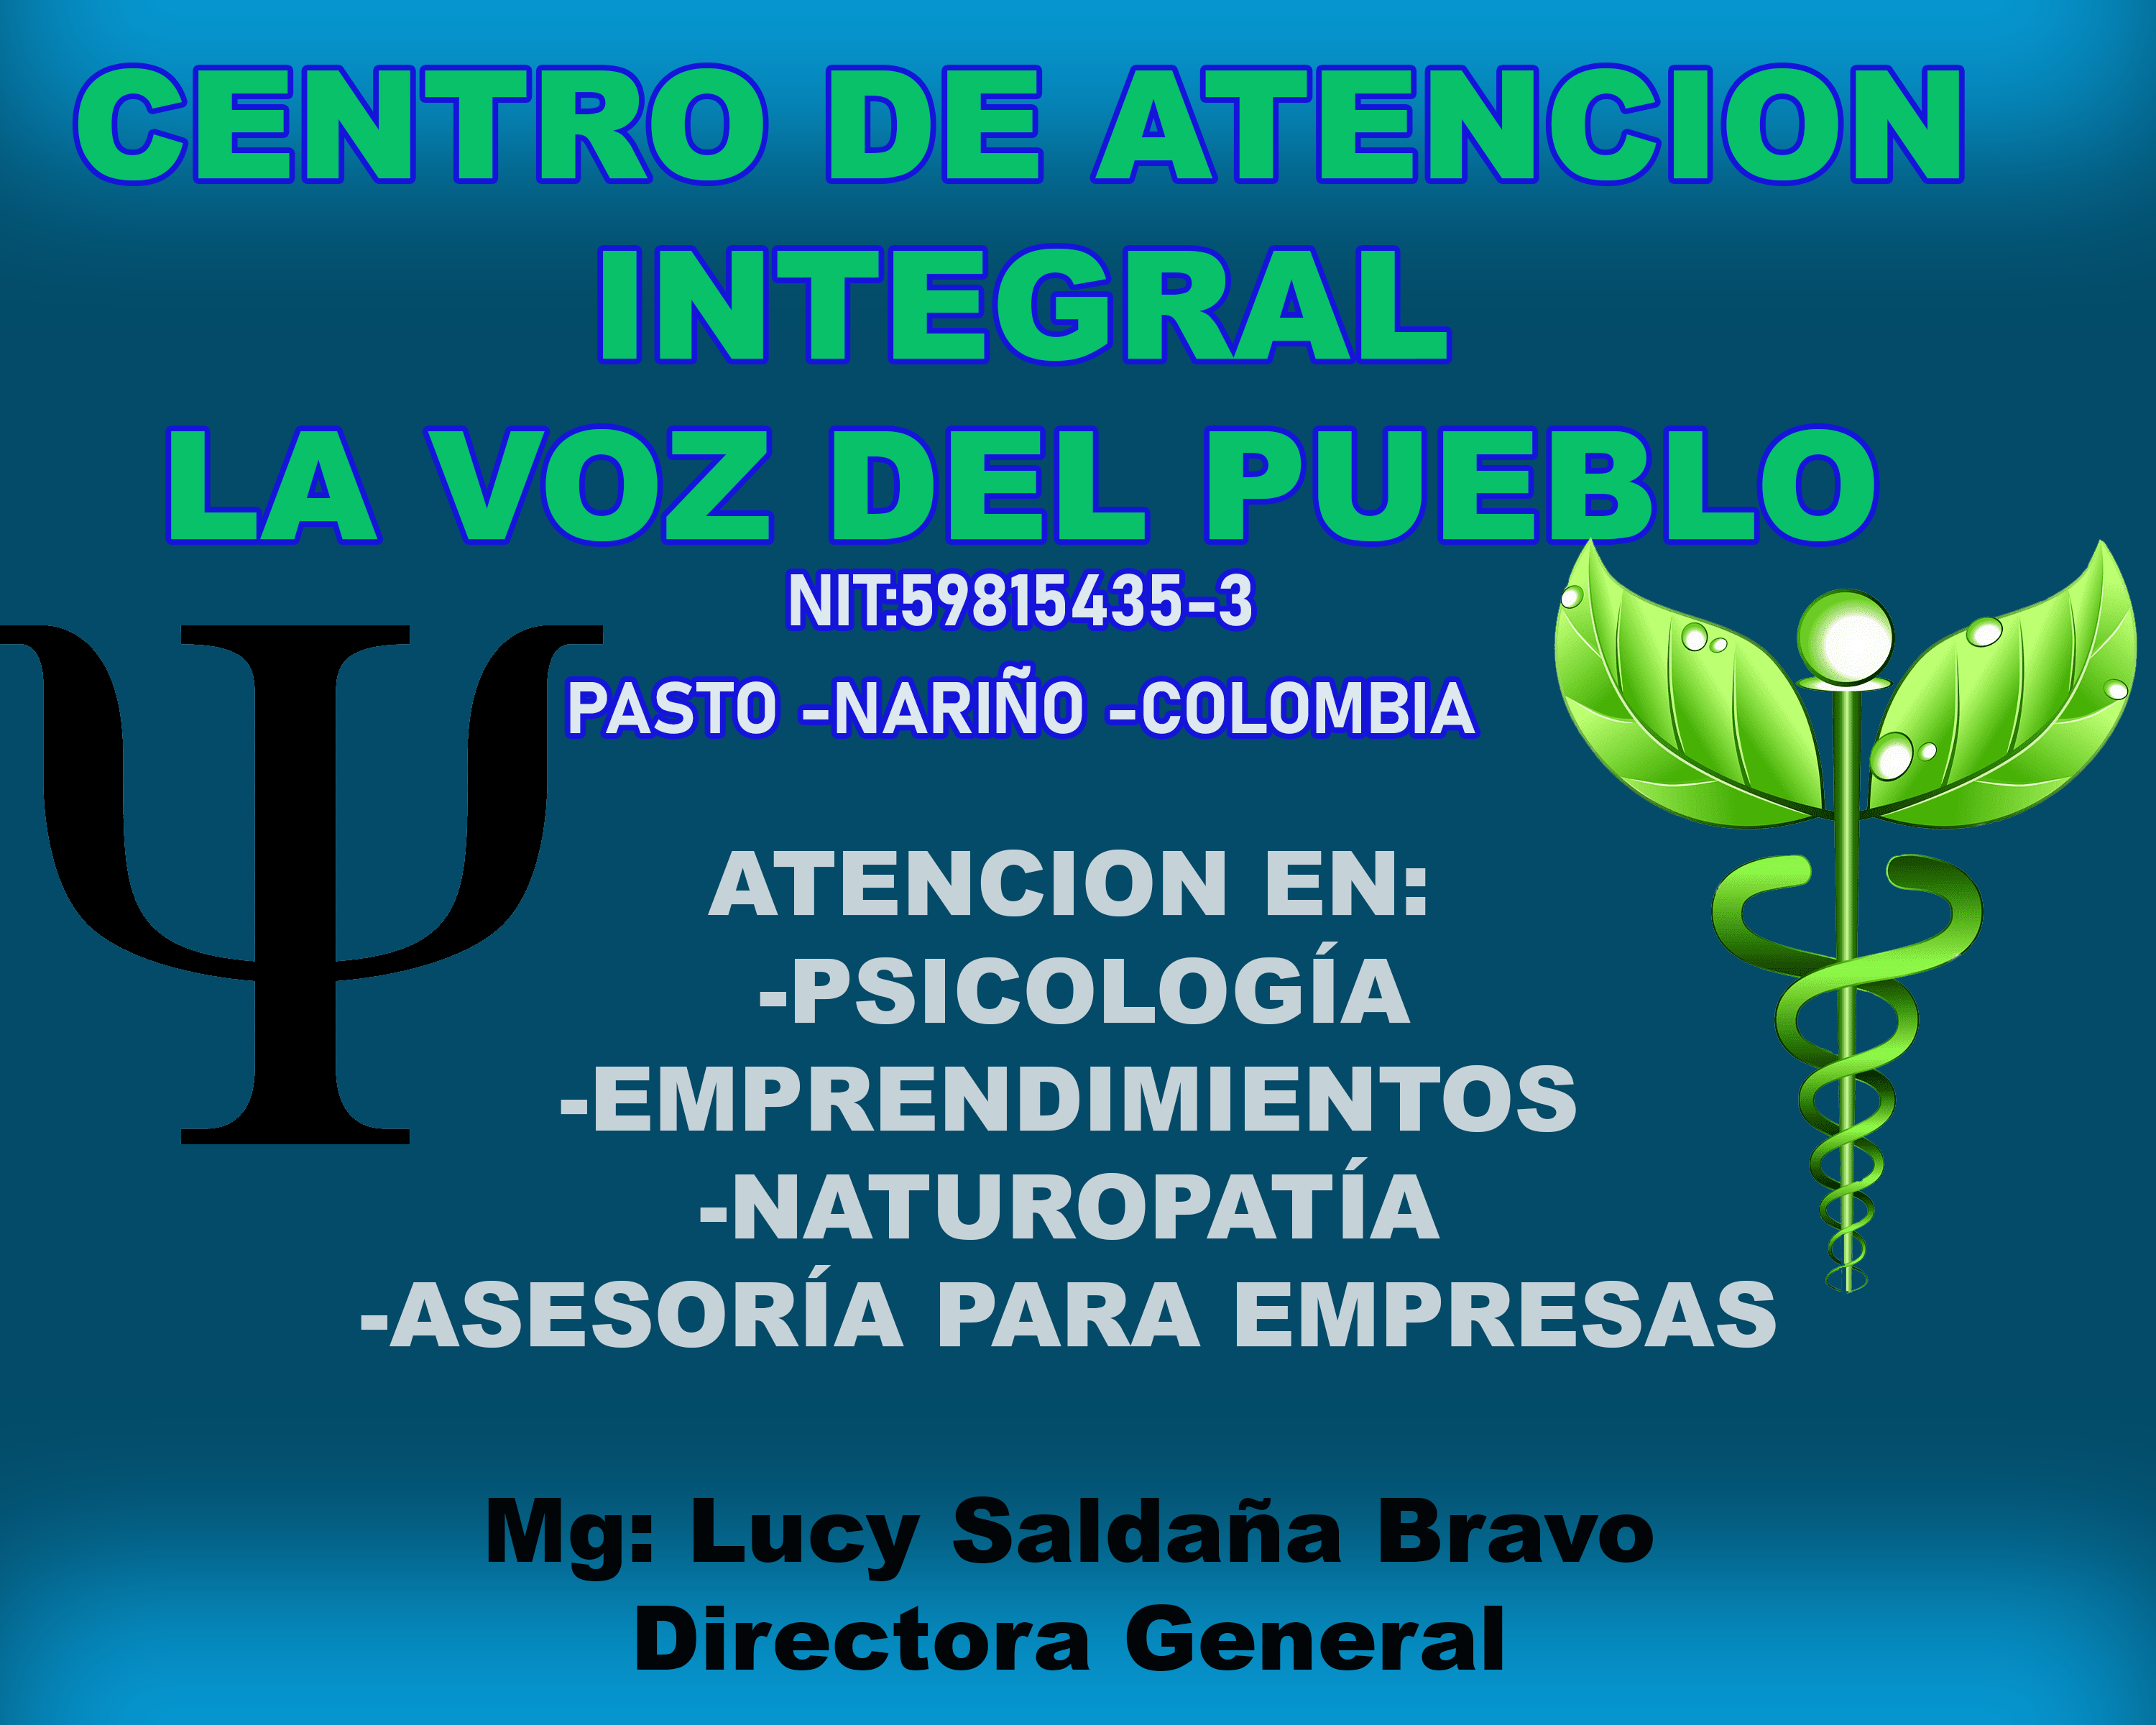 CENTRO DE ATENCION
INTEGRAL
LA VOZ DEL PUEBLO
NIT:59815435-3
PASTO -NARIÑO -COLOMBIA
Ψ
ATENCION EN:
-PSICOLOGÍA
-EMPRENDIMIENTOS
-NATUROPATÍA
-ASESORÍA PARA EMPRESAS
Mg: Lucy Saldaña Bravo
Directora General